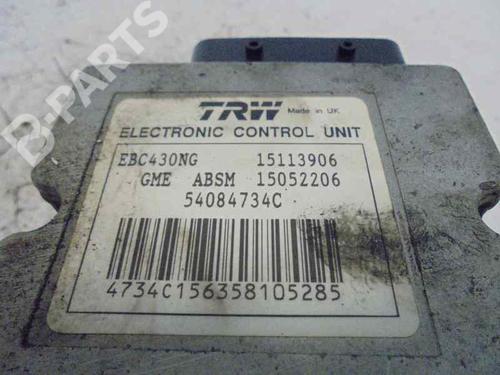 B-PARTS
TRW Made in UK
ELECTRONIC CONTROL UNIT
EBC430NG 15113906
GME ABSM 15052206
54084734C
4734C156358105285